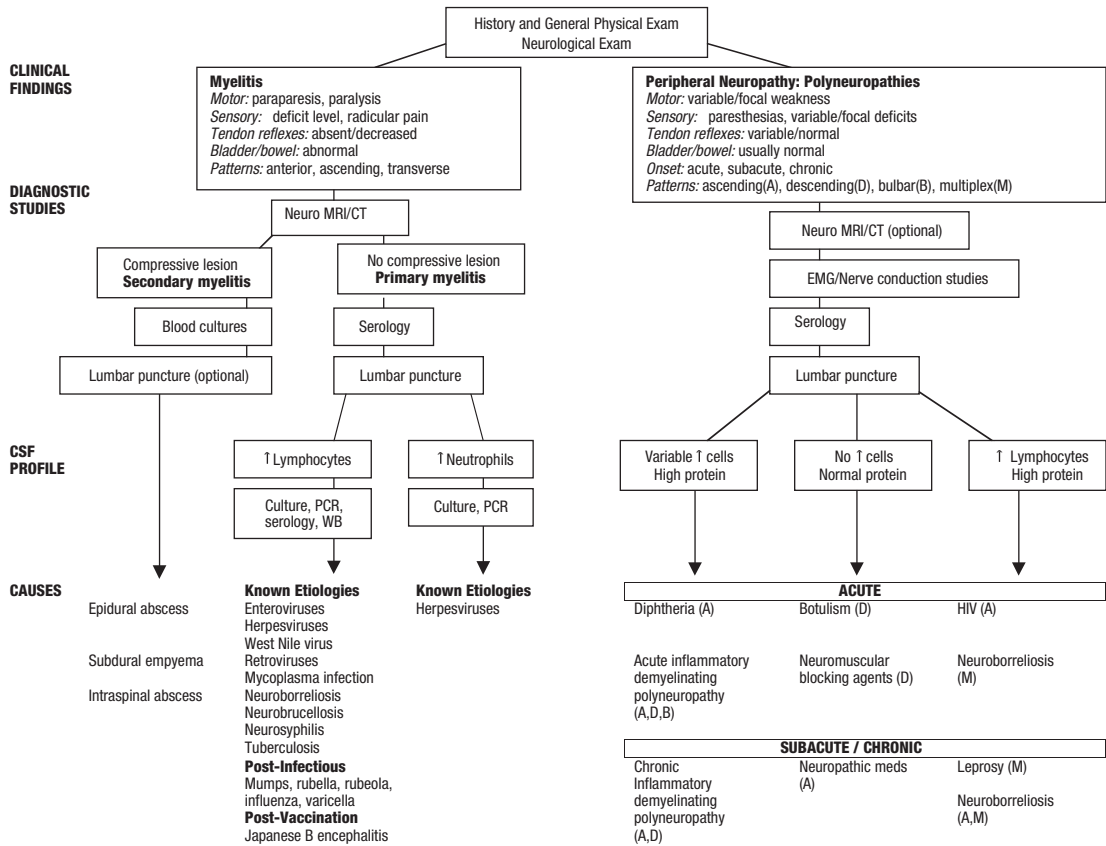 History and General Physical Exam
Neurological Exam
CLINICAL
FINDINGS
Myelitis
Motor: paraparesis, paralysis
Sensory: deficit level, radicular pain
Tendon reflexes: absent/decreased
Bladder/bowel: abnormal
Patterns: anterior, ascending, transverse
Peripheral Neuropathy: Polyneuropathies
Motor: variable/focal weakness
Sensory: paresthesias, variable/focal deficits
Tendon reflexes: variable/normal
Bladder/bowel: usually normal
Onset: acute, subacute, chronic
Patterns: ascending(A), descending(D), bulbar(B), multiplex(M)
DIAGNOSTIC
STUDIES
Neuro MRI/CT
Compressive lesion
Secondary myelitis
No compressive lesion
Primary myelitis
Blood cultures
Serology
Lumbar puncture (optional)
Lumbar puncture
Neuro MRI/CT (optional)
EMG/Nerve conduction studies
Serology
Lumbar puncture
CSF
PROFILE
↑ Lymphocytes
↑ Neutrophils
Culture, PCR,
serology, WB
Culture, PCR
Variable ↑ cells
High protein
No ↑ cells
Normal protein
↑ Lymphocytes
High protein
CAUSES
Epidural abscess
Subdural empyema
Intraspinal abscess
Known Etiologies
Enteroviruses
Herpesviruses
West Nile virus
Retroviruses
Mycoplasma infection
Neuroborreliosis
Neurobrucellosis
Neurosyphilis
Tuberculosis
Post-Infectious
Mumps, rubella, rubeola,
influenza, varicella
Post-Vaccination
Japanese B encephalitis
Known Etiologies
Herpesviruses
ACUTE
Diphtheria (A)
Acute inflammatory
demyelinating
polyneuropathy
(A,D,B)
Botulism (D)
Neuromuscular
blocking agents (D)
HIV (A)
Neuroborreliosis
(M)
SUBACUTE / CHRONIC
Chronic
Inflammatory
demyelinating
polyneuropathy
(A,D)
Neuropathic meds
(A)
Leprosy (M)
Neuroborreliosis
(A,M)